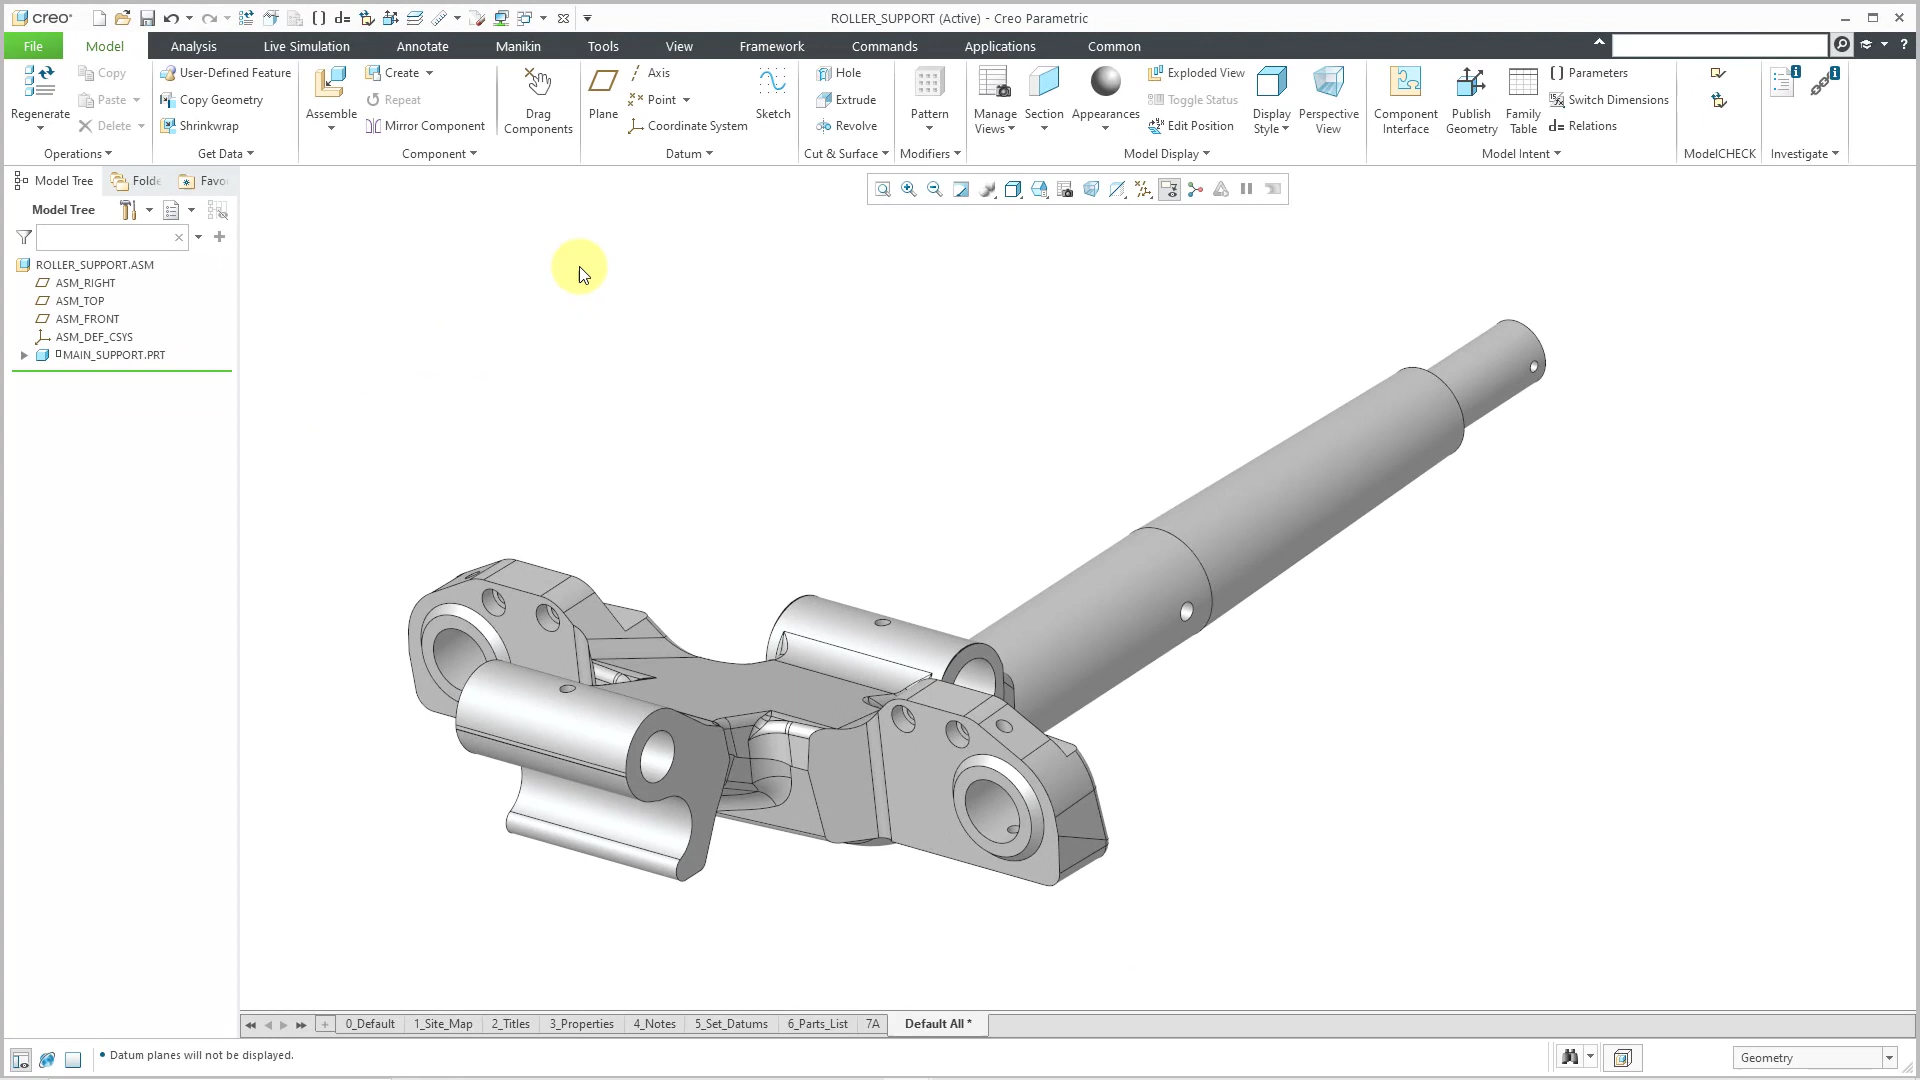 creo° ROLLER_SUPPORT (Active) - Creo Parametric
File Model Analysis Live Simulation Annotate Manikin Tools View Framework Commands Applications Common
Regenerate
Copy
Paste
Delete
Operations
User-Defined Feature
Copy Geometry
Shrinkwrap
Get Data
Assemble
Create
Repeat
Mirror Component
Drag
Components
Component
Plane
Axis
Point
Coordinate System
Sketch
Datum
Hole
Extrude
Revolve
Cut & Surface
Pattern
Modifiers
Manage
Views
Section
Appearances
Exploded View
Toggle Status
Edit Position
Display
Style
Perspective
View
Model Display
Component
Interface
Publish
Geometry
Family
Table
Parameters
Switch Dimensions
d= Relations
Model Intent
ModelCHECK
Investigate
Model Tree Folde Favo
Model Tree
ROLLER_SUPPORT.ASM
ASM_RIGHT
ASM_TOP
ASM_FRONT
ASM_DEF_CSYS
MAIN_SUPPORT.PRT
0_Default 1_Site_Map 2_Titles 3_Properties 4_Notes 5_Set_Datums 6_Parts_List 7A Default All *
• Datum planes will not be displayed.
Geometry